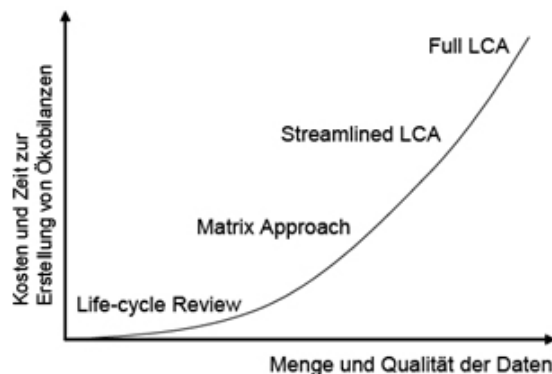 Full LCA
Streamlined LCA
Matrix Approach
Life-cycle Review
Kosten und Zeit zur
Erstellung von Ökobilanzen
Menge und Qualität der Daten